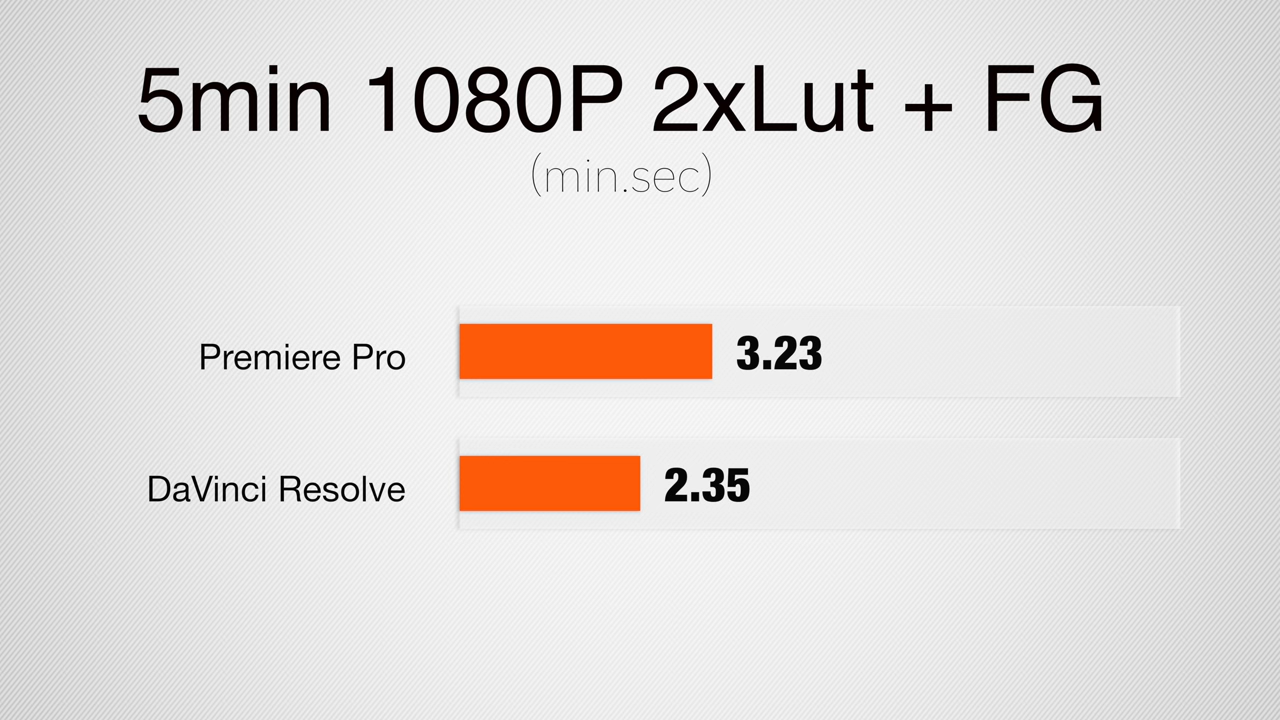 5min 1080P 2xLut + FG
(min.sec)
Premiere Pro 3.23
DaVinci Resolve 2.35